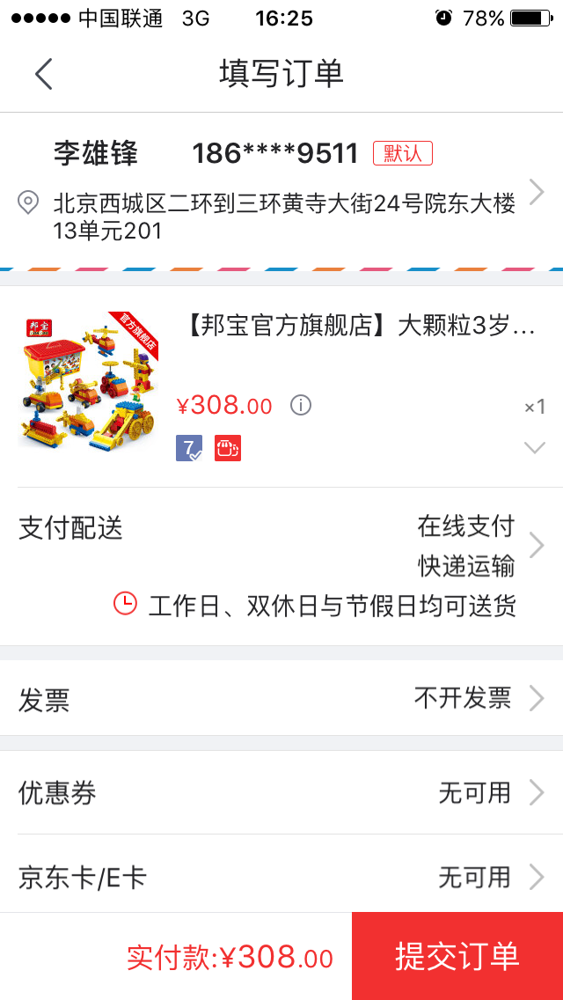 中国联通 3G 16:25 78%
填写订单
李雄锋 186****9511 默认
北京西城区二环到三环黄寺大街24号院东大楼
13单元201
邦宝
官方旗舰店
【邦宝官方旗舰店】大颗粒3岁...
¥308.00 ×1
7
支付配送 在线支付
快递运输
工作日、双休日与节假日均可送货
发票 不开发票
优惠券 无可用
京东卡/E卡 无可用
实付款:¥308.00 提交订单